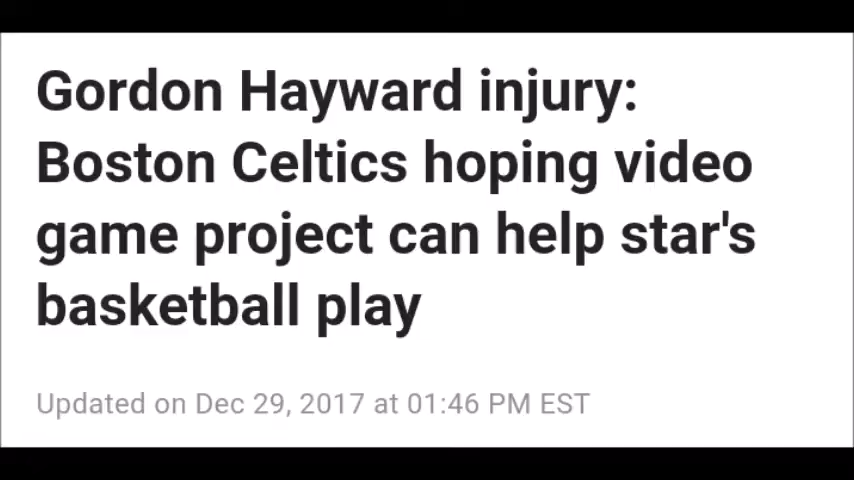 Gordon Hayward injury:
Boston Celtics hoping video
game project can help star's
basketball play
Updated on Dec 29, 2017 at 01:46 PM EST